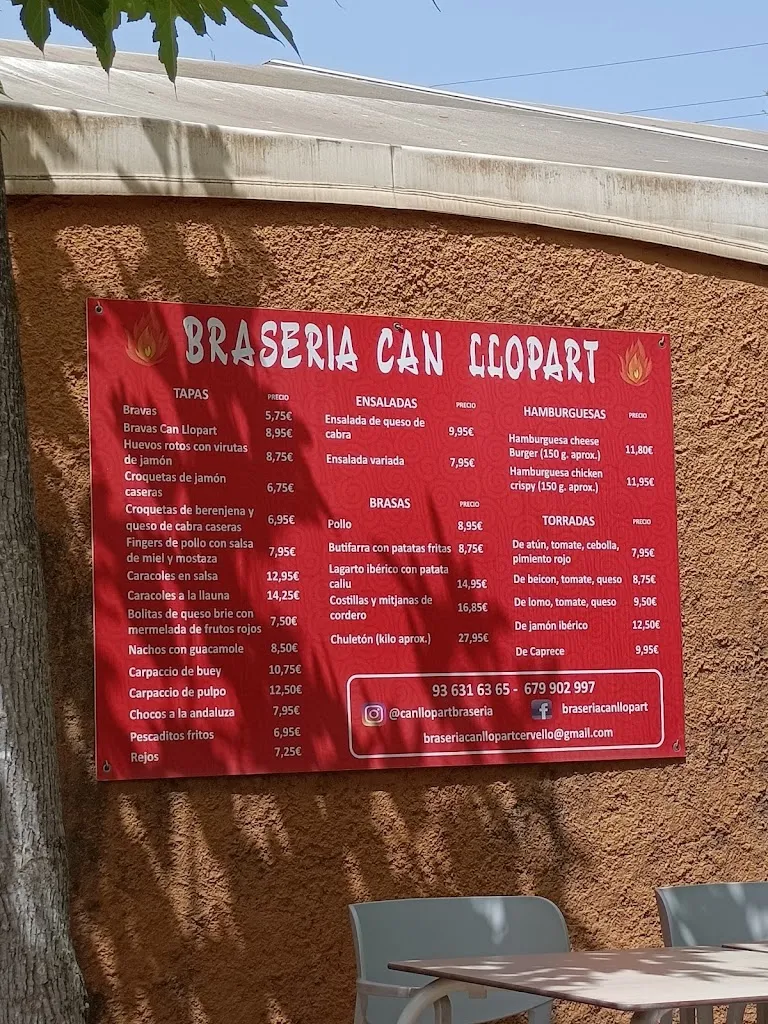 BRASERIA CAN LLOPART
TAPAS PRECIO
Bravas 5,75€
Bravas Can Llopart 8,95€
Huevos rotos con virutas
de jamón 8,75€
Croquetas de jamón
caseras 6,75€
Croquetas de berenjena y
queso de cabra caseras 6,95€
Fingers de pollo con salsa
de miel y mostaza 7,95€
Caracoles en salsa 12,95€
Caracoles a la llauna 14,25€
Bolitas de queso brie con
mermelada de frutos rojos 7,50€
Nachos con guacamole 8,50€
Carpaccio de buey 10,75€
Carpaccio de pulpo 12,50€
Chocos a la andaluza 7,95€
Pescaditos fritos 6,95€
Rejos 7,25€
ENSALADAS PRECIO
Ensalada de queso de
cabra 9,95€
Ensalada variada 7,95€
BRASAS PRECIO
Pollo 8,95€
Butifarra con patatas fritas 8,75€
Lagarto ibérico con patata
caliu 14,95€
Costillas y mitjanas de
cordero 16,85€
Chuletón (kilo aprox.) 27,95€
HAMBURGUESAS PRECIO
Hamburguesa cheese
Burger (150 g. aprox.) 11,80€
Hamburguesa chicken
crispy (150 g. aprox.) 11,95€
TORRADAS PRECIO
De atún, tomate, cebolla,
pimiento rojo 7,95€
De beicon, tomate, queso 8,75€
De lomo, tomate, queso 9,50€
De jamón ibérico 12,50€
De Caprece 9,95€
93 631 63 65 - 679 902 997
@canllopartbraseria braseriacanllopart
braseriacanllopartcervello@gmail.com